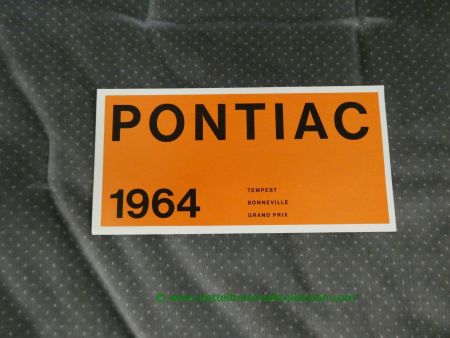 PONTIAC
1964
TEMPEST
BONNEVILLE
GRAND PRIX